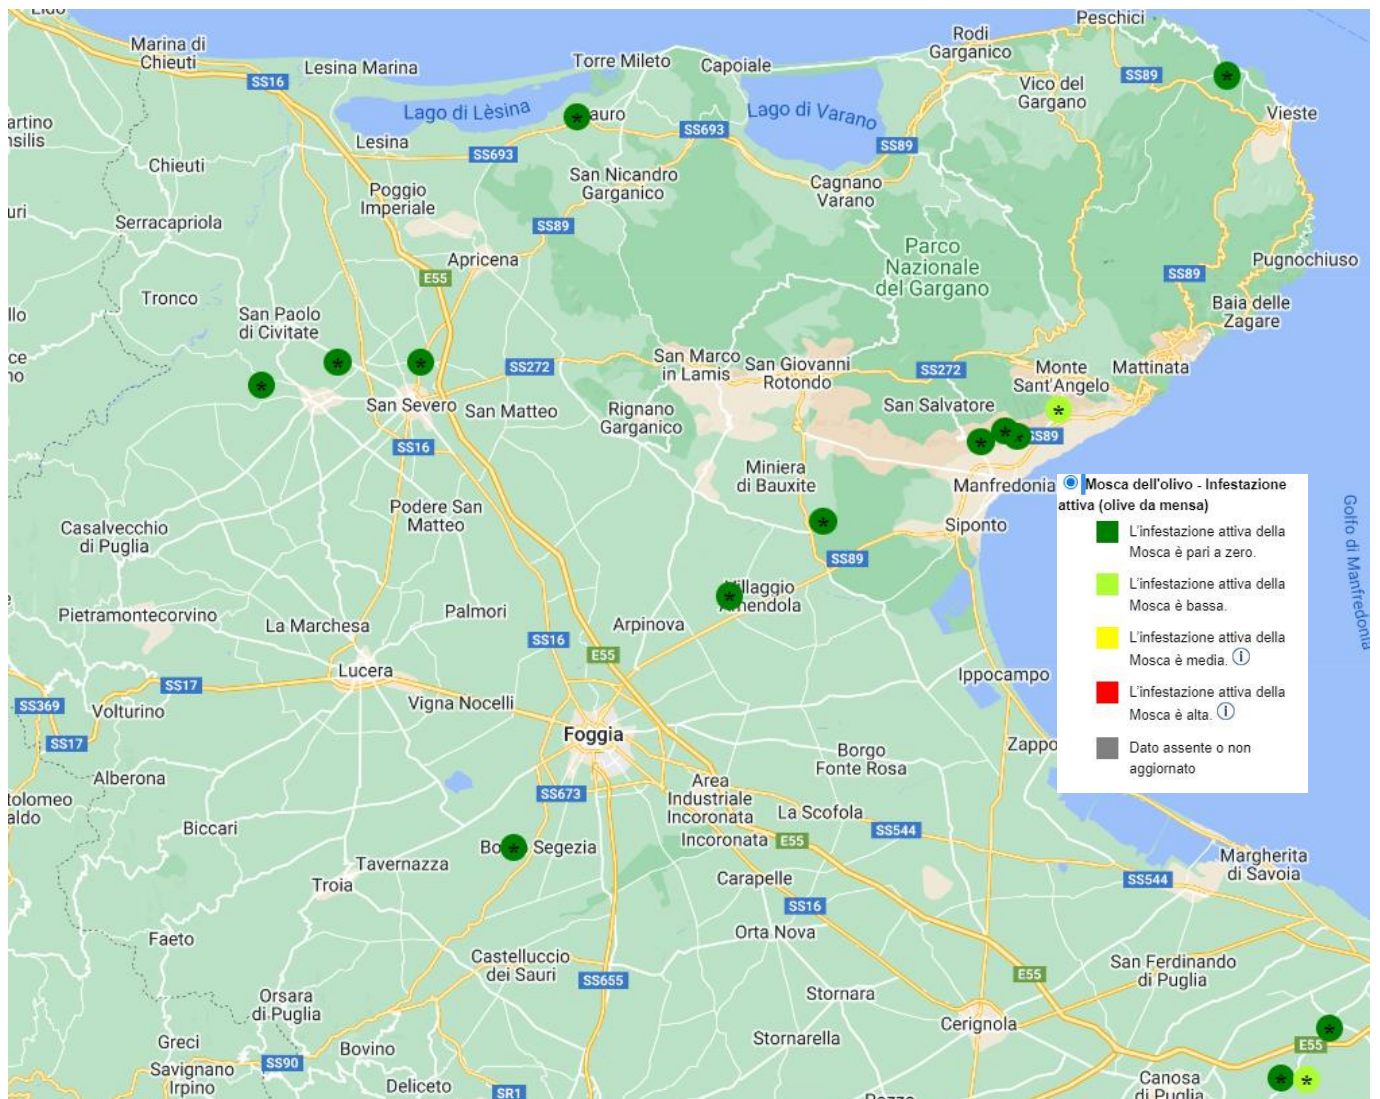 Peschici
Marina di
Chieuti
Rodi
Garganico
Torre Mileto
Capoiale
Lesina Marina
SS16
SS89
Vico del
Gargano
Lago di Lèsina
Lago di Varano
Vieste
auro
SS693
SS89
Lesina
SS693
Chieuti
San Nicandro
Garganico
Cagnano
Varano
Poggio
Imperiale
Serracapriola
SS89
Parco
Nazionale
del Gargano
Apricena
Pugnochiuso
E55
SS89
Tronco
San Paolo
di Civitate
Baia delle
Zagare
San Marco
in Lamis
San Giovanni
Rotondo
SS272
SS272
Monte
Sant'Angelo
Mattinata
San Severo
San Matteo
Rignano
Garganico
San Salvatore
SS89
SS16
Miniera
di Bauxite
Manfredonia
Podere San
Matteo
Siponto
Casalvecchio
di Puglia
SS89
Golfo di Manfredonia
Mosca dell'olivo - Infestazione
attiva (olive da mensa)
L'infestazione attiva della
Mosca è pari a zero.
L'infestazione attiva della
Mosca è bassa.
L'infestazione attiva della
Mosca è media.
L'infestazione attiva della
Mosca è alta.
Dato assente o non
aggiornato
Pietramontecorvino
La Marchesa
Palmori
Arpinova
SS16
E55
Lucera
Ippocampo
SS17
SS369
Volturino
Vigna Nocelli
SS17
Foggia
Zappo
Borgo
Fonte Rosa
Alberona
Area
Industriale
Incoronata
SS673
La Scofola
Biccari
SS544
Incoronata
E55
Segezia
Tavernazza
Troia
Carapelle
Margherita
di Savoia
SS544
SS16
Orta Nova
Faeto
Castelluccio
dei Sauri
San Ferdinando
di Puglia
SS655
E55
Orsara
di Puglia
Stornara
Cerignola
Greci
Stornarella
Bovino
E55
SS90
Savignano
Irpino
Deliceto
SR1
Canosa
di Puglia